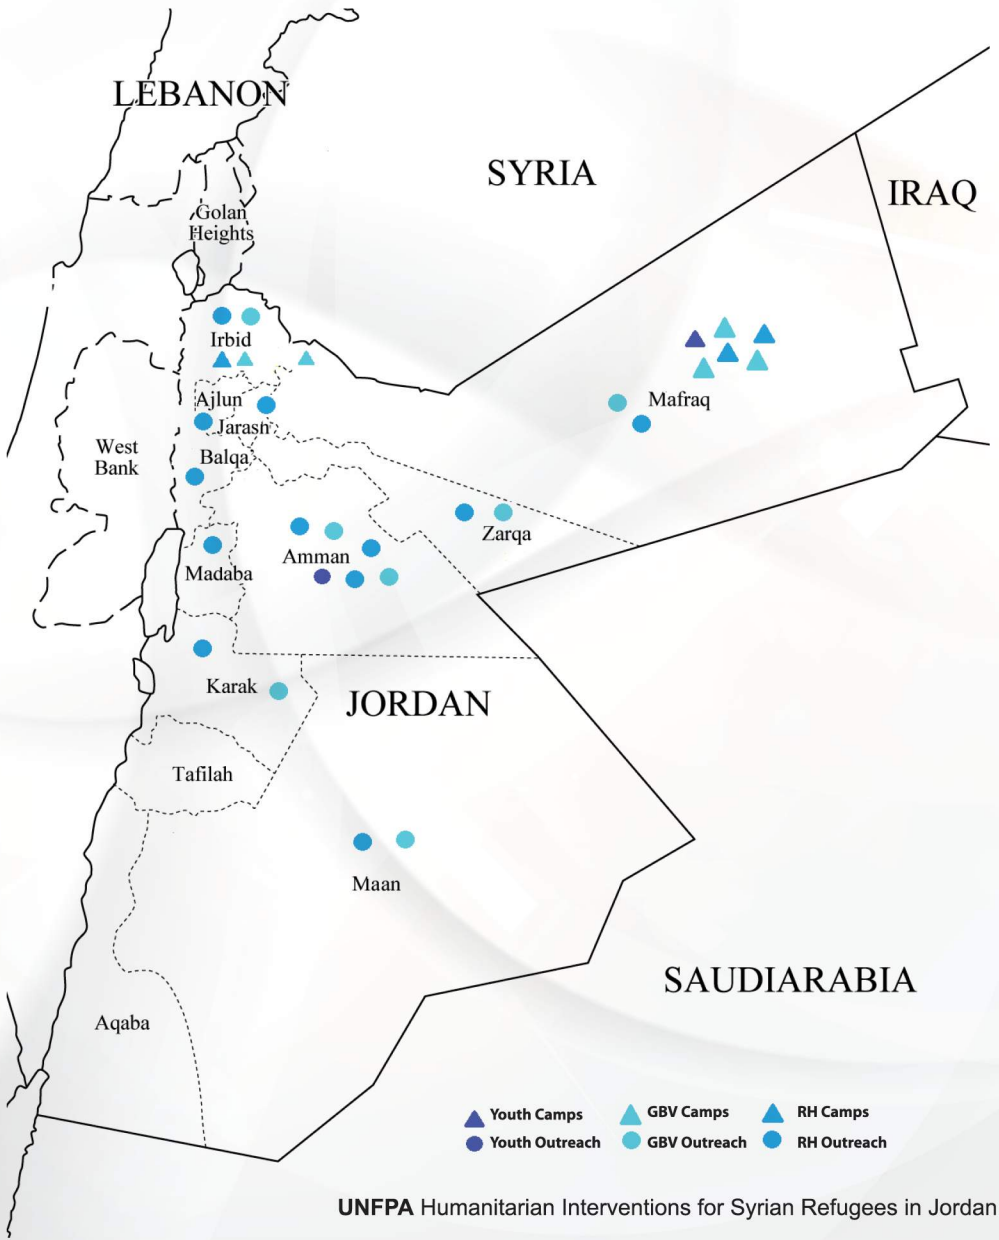 LEBANON
SYRIA
IRAQ
Golan
Heights
Irbid
Ajlun
Jarash
Mafraq
West
Bank
Balqa
Zarqa
Amman
Madaba
Karak
JORDAN
Tafilah
Maan
SAUDIARABIA
Aqaba
Youth Camps
GBV Camps
RH Camps
Youth Outreach
GBV Outreach
RH Outreach
UNFPA Humanitarian Interventions for Syrian Refugees in Jordan